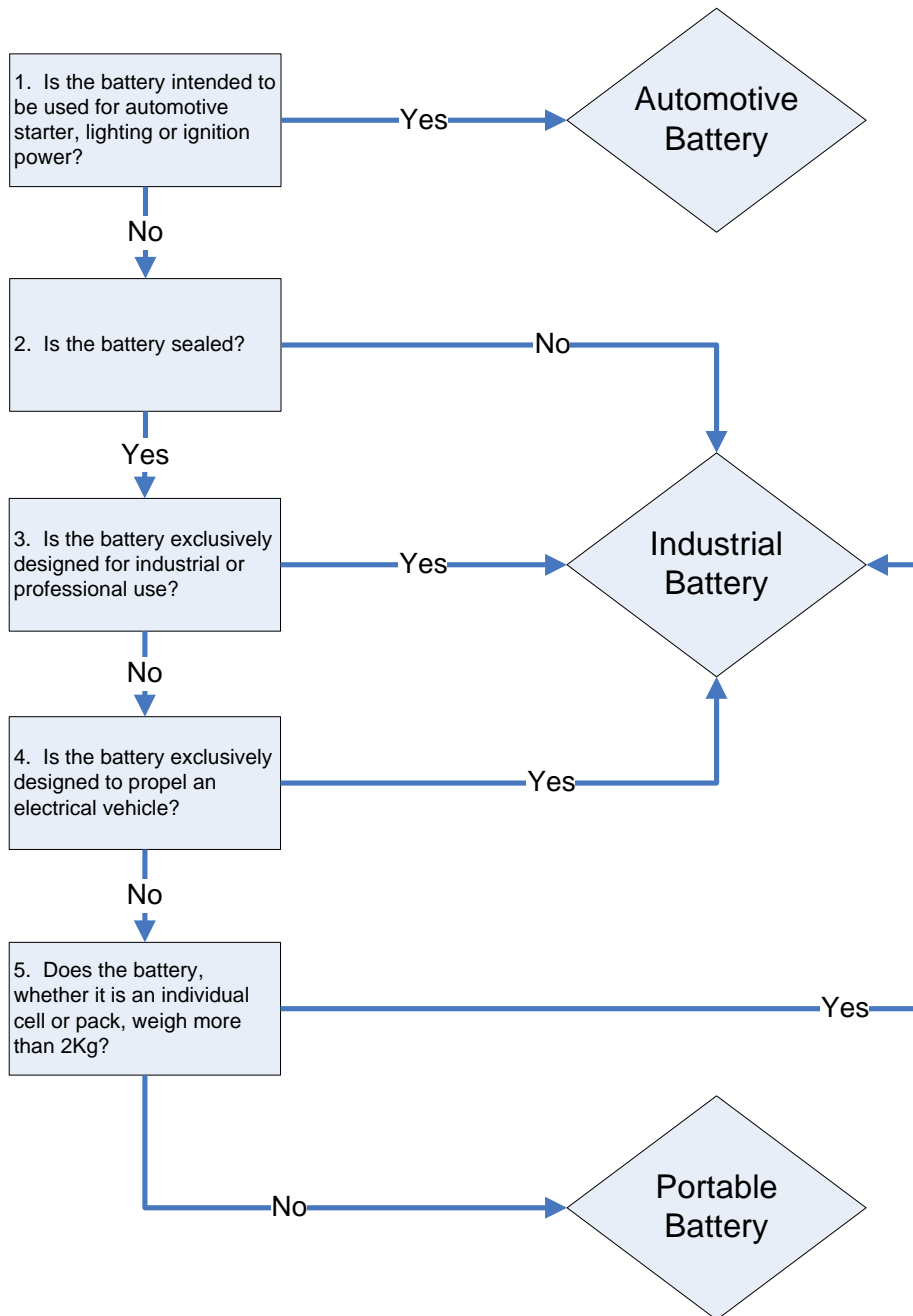 1.  Is the battery intended to
be used for automotive
starter, lighting or ignition
power?
Yes
Automotive
Battery
No
2.  Is the battery sealed?
No
Yes
3.  Is the battery exclusively
designed for industrial or
professional use?
Yes
Industrial
Battery
No
4.  Is the battery exclusively
designed to propel an
electrical vehicle?
Yes
No
5.  Does the battery,
whether it is an individual
cell or pack, weigh more
than 2Kg?
Yes
No
Portable
Battery